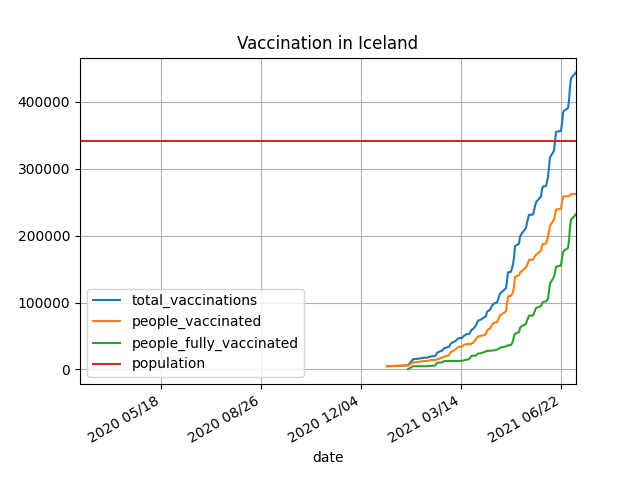 Vaccination in Iceland
400000
300000
200000
100000
0
total_vaccinations
people_vaccinated
people_fully_vaccinated
population
2020 05/18
2020 08/26
2020 12/04
2021 03/14
2021 06/22
date